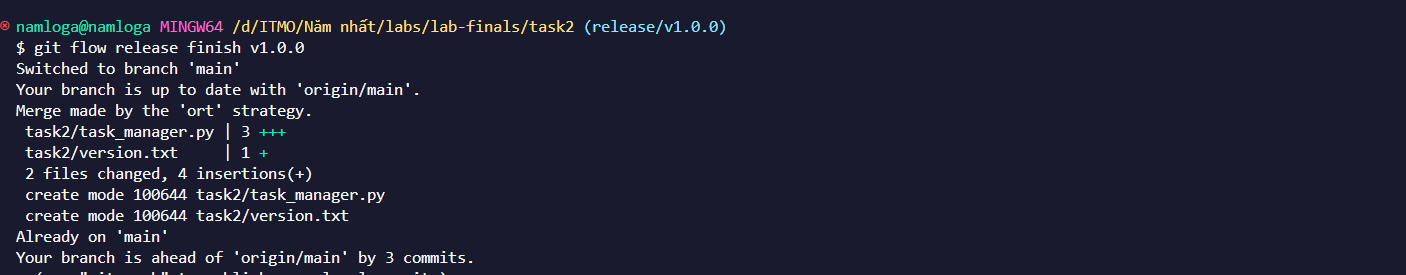 namloga@namloga MINGW64 /d/ITMO/Năm nhất/labs/lab-finals/task2 (release/v1.0.0)
$ git flow release finish v1.0.0
Switched to branch 'main'
Your branch is up to date with 'origin/main'.
Merge made by the 'ort' strategy.
 task2/task_manager.py | 3 +++
 task2/version.txt     | 1 +
 2 files changed, 4 insertions(+)
 create mode 100644 task2/task_manager.py
 create mode 100644 task2/version.txt
Already on 'main'
Your branch is ahead of 'origin/main' by 3 commits.